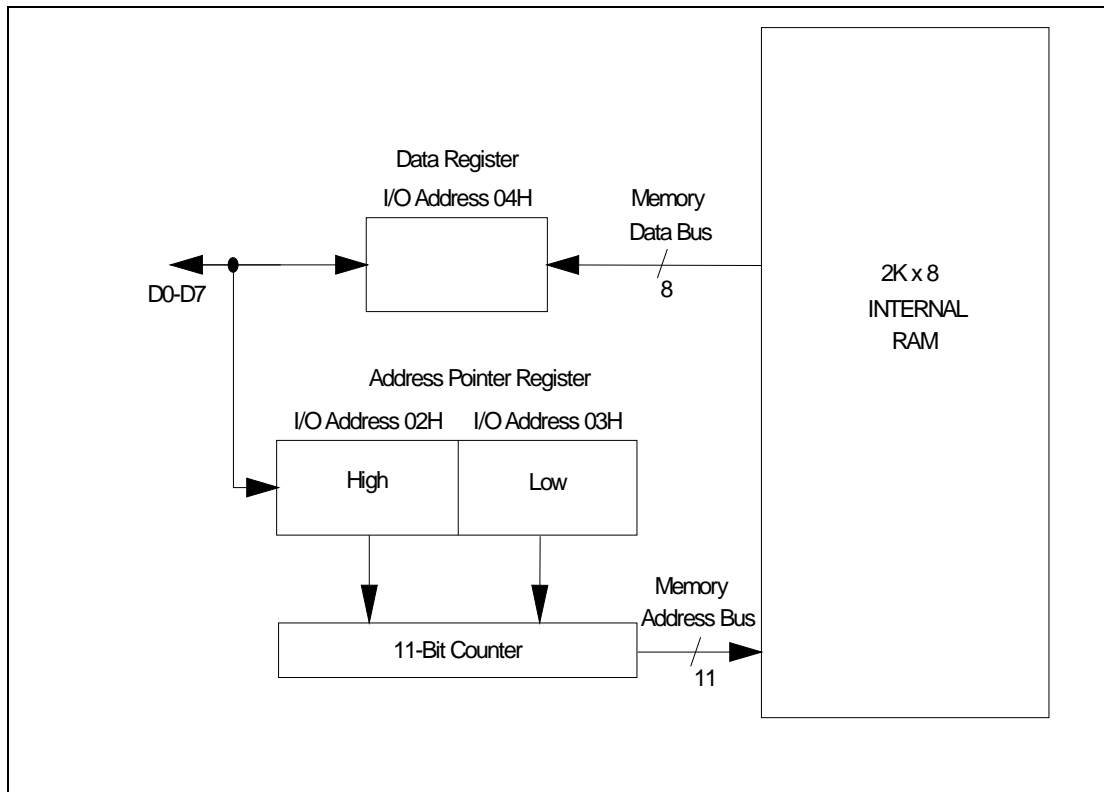 Data Register
I/O Address 04H
Memory
Data Bus
8
D0-D7
2K x 8
INTERNAL
RAM
Address Pointer Register
I/O Address 02H
I/O Address 03H
High
Low
11-Bit Counter
Memory
Address Bus
11